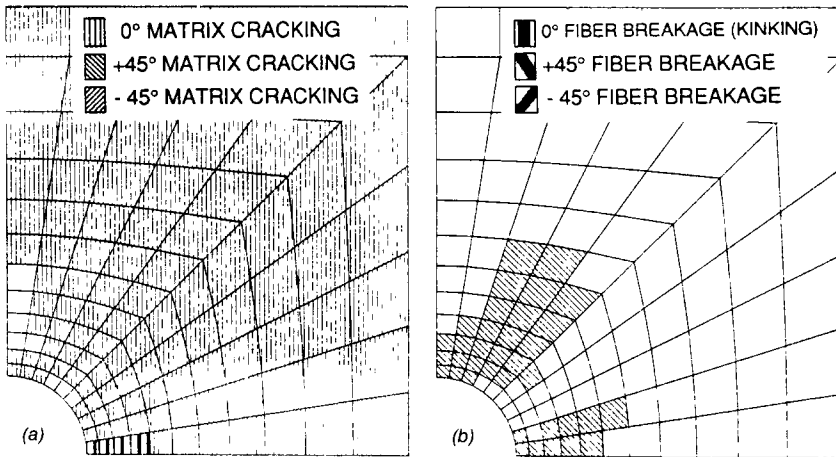 0° MATRIX CRACKING
+45° MATRIX CRACKING
- 45° MATRIX CRACKING
(a)
0° FIBER BREAKAGE (KINKING)
+45° FIBER BREAKAGE
- 45° FIBER BREAKAGE
(b)